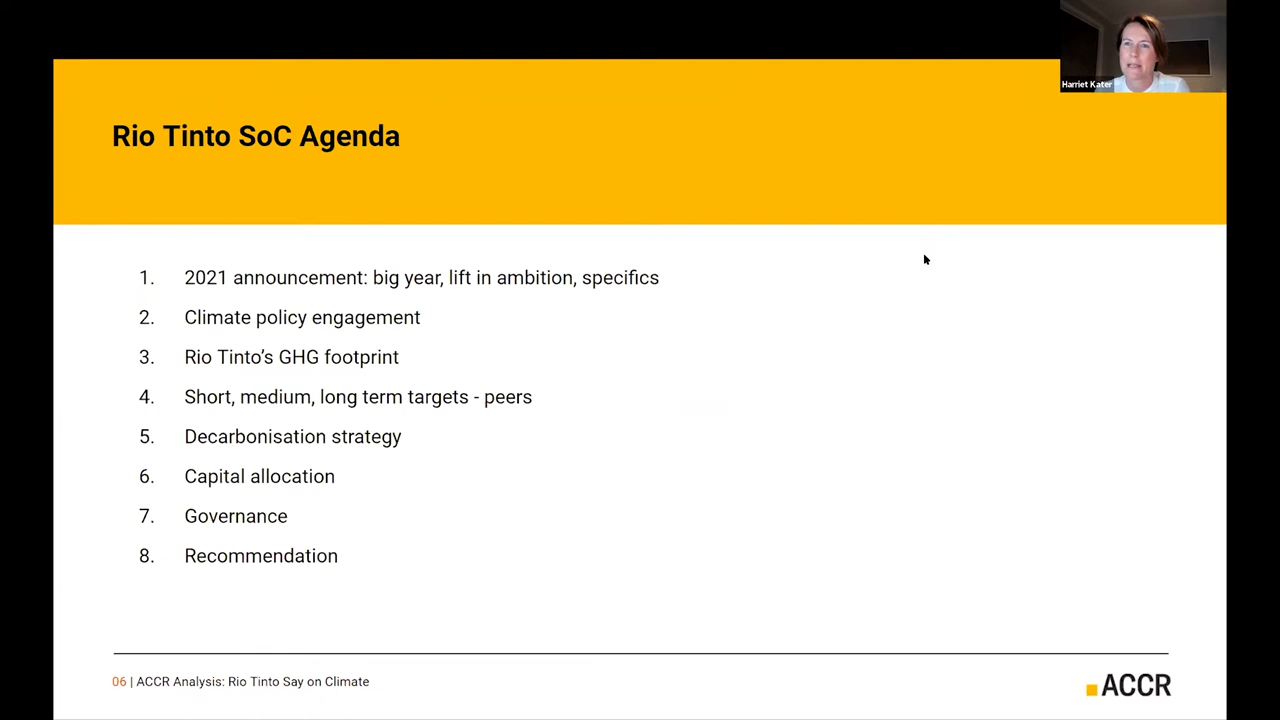 Harriet Kater
Rio Tinto SoC Agenda
1. 2021 announcement: big year, lift in ambition, specifics
2. Climate policy engagement
3. Rio Tinto’s GHG footprint
4. Short, medium, long term targets - peers
5. Decarbonisation strategy
6. Capital allocation
7. Governance
8. Recommendation
06 | ACCR Analysis: Rio Tinto Say on Climate
ACCR